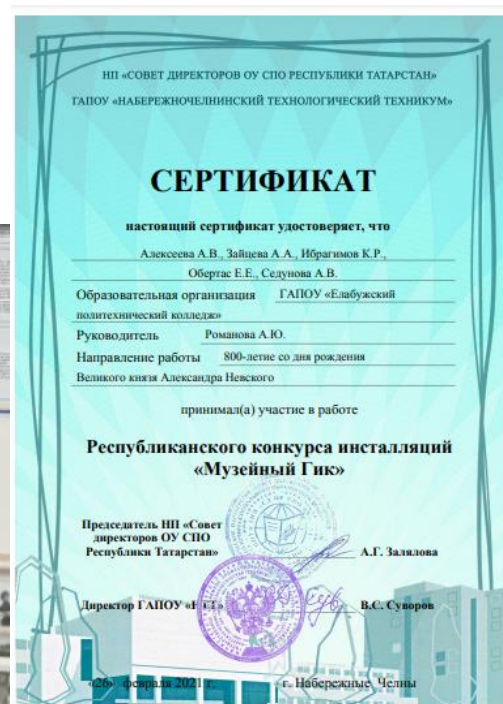 НП «СОВЕТ ДИРЕКТОРОВ ОУ СПО РЕСПУБЛИКИ ТАТАРСТАН»
ГАПОУ «НАБЕРЕЖНОЧЕЛНИНСКИЙ ТЕХНОЛОГИЧЕСКИЙ ТЕХНИКУМ»
СЕРТИФИКАТ
настоящий сертификат удостоверяет, что
Алексеева А.В., Зайцева А.А., Ибрагимов К.Р.,
Обертас Е.Е., Седунова А.В.
Образовательная организация ГАПОУ «Елабужский
политехнический колледж»
Руководитель Романова А.Ю.
Направление работы 800-летие со дня рождения
Великого князя Александра Невского
принимал(а) участие в работе
Республиканского конкурса инсталляций
«Музейный Гик»
Председатель НП «Совет
директоров ОУ СПО
Республики Татарстан» А.Г. Залялова
Директор ГАПОУ В.С. Суворов
«26» февраля 2021 г. г. Набережные Челны